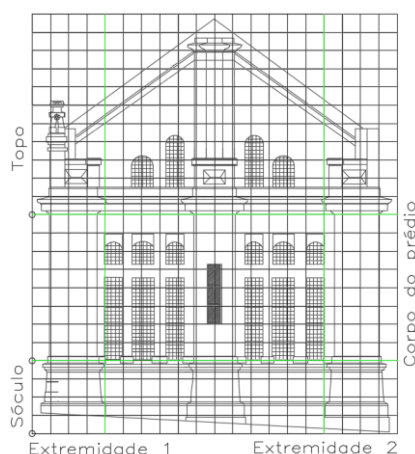 Topo
Corpo do prédio
Sóculo
Extremidade 1
Extremidade 2